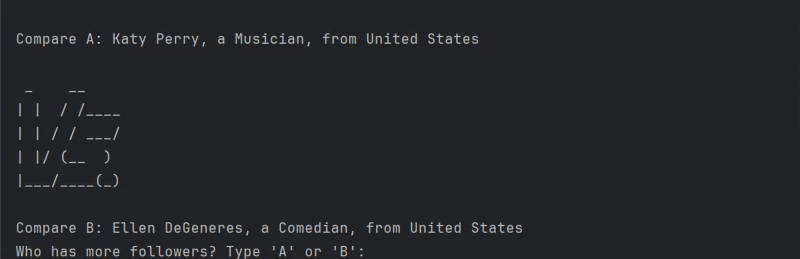 Compare A: Katy Perry, a Musician, from United States
 _    __
| |  / /____
| | / / ___/
| |/ (__  )
|___/____(_)
Compare B: Ellen DeGeneres, a Comedian, from United States
Who has more followers? Type 'A' or 'B':